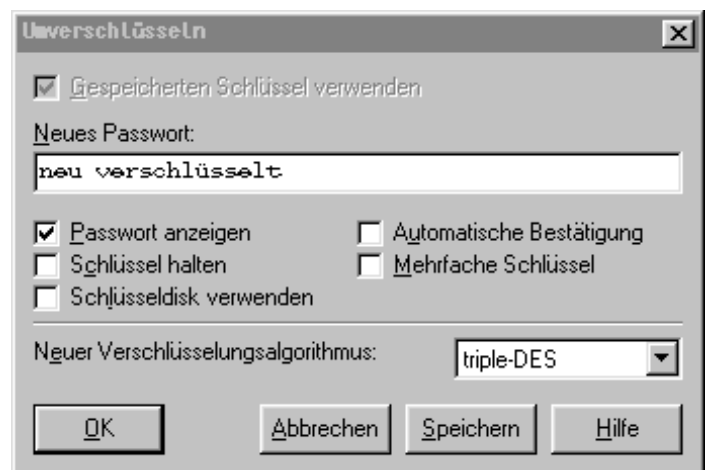 Umverschlüsseln
Gespeicherten Schlüssel verwenden
Neues Passwort:
neu verschlüsselt
Passwort anzeigen Automatische Bestätigung
Schlüssel halten Mehrfache Schlüssel
Schlüsseldisk verwenden
Neuer Verschlüsselungsalgorithmus: triple-DES
OK Abbrechen Speichern Hilfe